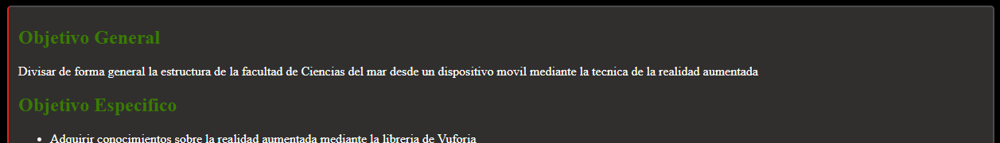 Objetivo General
Divisar de forma general la estructura de la facultad de Ciencias del mar desde un dispositivo movil mediante la tecnica de la realidad aumentada
Objetivo Especifico
• Adquirir conocimientos sobre la realidad aumentada mediante la libreria de Vuforia